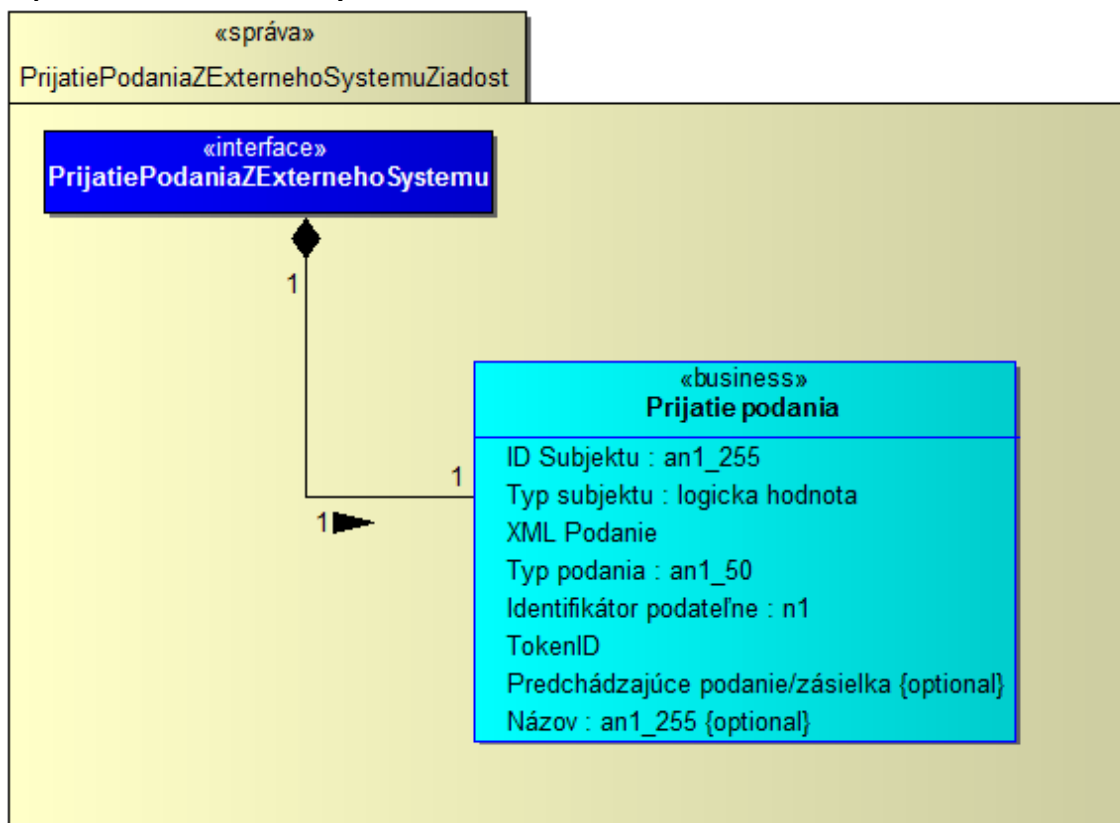 «správa»
PrijatiePodaniaZExternehoSystemuZiadost
«interface»
PrijatiePodaniaZExternehoSystemu
1
1
1
«business»
Prijatie podania
ID Subjektu : an1_255
Typ subjektu : logicka hodnota
XML Podanie
Typ podania : an1_50
Identifikátor podateľne : n1
TokenID
Predchádzajúce podanie/zásielka {optional}
Názov : an1_255 {optional}